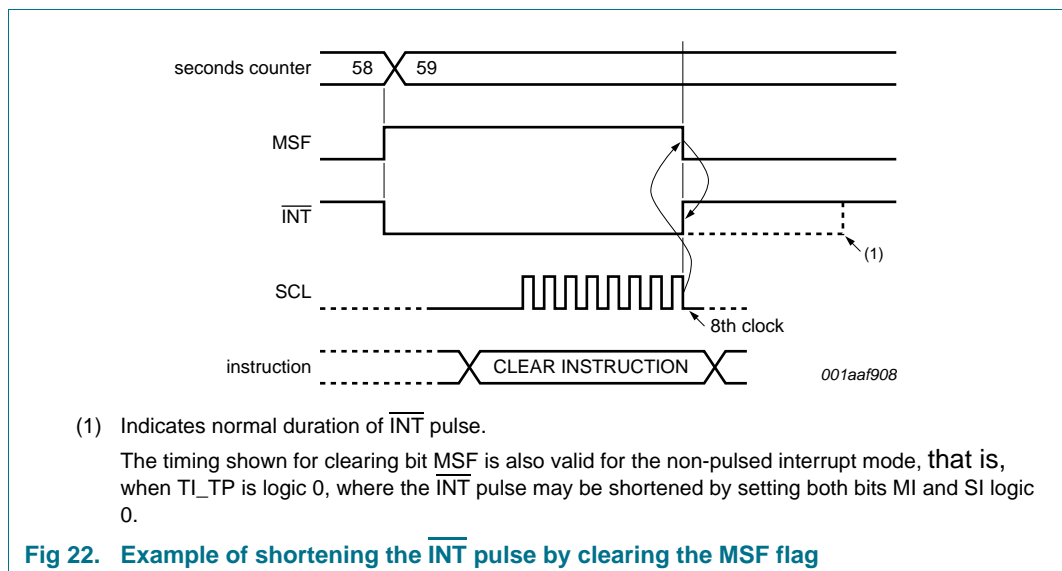 seconds counter 58 59
MSF
INT
(1)
SCL
8th clock
instruction CLEAR INSTRUCTION
001aaf908
(1) Indicates normal duration of INT pulse.
The timing shown for clearing bit MSF is also valid for the non-pulsed interrupt mode, that is,
when TI_TP is logic 0, where the INT pulse may be shortened by setting both bits MI and SI logic
0.
Fig 22. Example of shortening the INT pulse by clearing the MSF flag